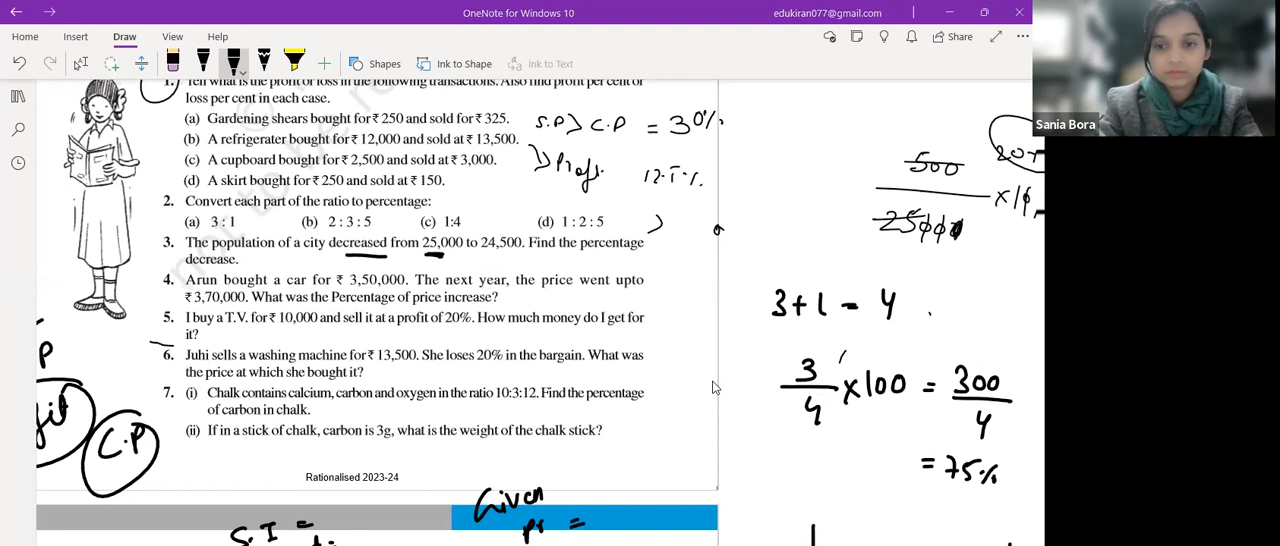 OneNote for Windows 10
edukiran077@gmail.com
Home Insert Draw View Help
Share
Shapes Ink to Shape Ink to Text
Sania Bora
1. Tell what is the profit or loss in the following transactions. Also find profit per cent or
loss per cent in each case.
(a) Gardening shears bought for ₹ 250 and sold for ₹ 325.
(b) A refrigerater bought for ₹ 12,000 and sold at ₹ 13,500.
(c) A cupboard bought for ₹ 2,500 and sold at ₹ 3,000.
(d) A skirt bought for ₹ 250 and sold at ₹ 150.
2. Convert each part of the ratio to percentage:
(a) 3 : 1 (b) 2 : 3 : 5 (c) 1:4 (d) 1 : 2 : 5
3. The population of a city decreased from 25,000 to 24,500. Find the percentage
decrease.
4. Arun bought a car for ₹ 3,50,000. The next year, the price went upto
₹ 3,70,000. What was the Percentage of price increase?
5. I buy a T.V. for ₹ 10,000 and sell it at a profit of 20%. How much money do I get for
it?
6. Juhi sells a washing machine for ₹ 13,500. She loses 20% in the bargain. What was
the price at which she bought it?
7. (i) Chalk contains calcium, carbon and oxygen in the ratio 10:3:12. Find the percentage
of carbon in chalk.
(ii) If in a stick of chalk, carbon is 3g, what is the weight of the chalk stick?
Rationalised 2023-24
not to be re
S.P > C.P = 30%
12.5%
P
C.P
Given
S.I =
500
25000
3+1 = 4
3/4 x100 = 300/4
= 75%